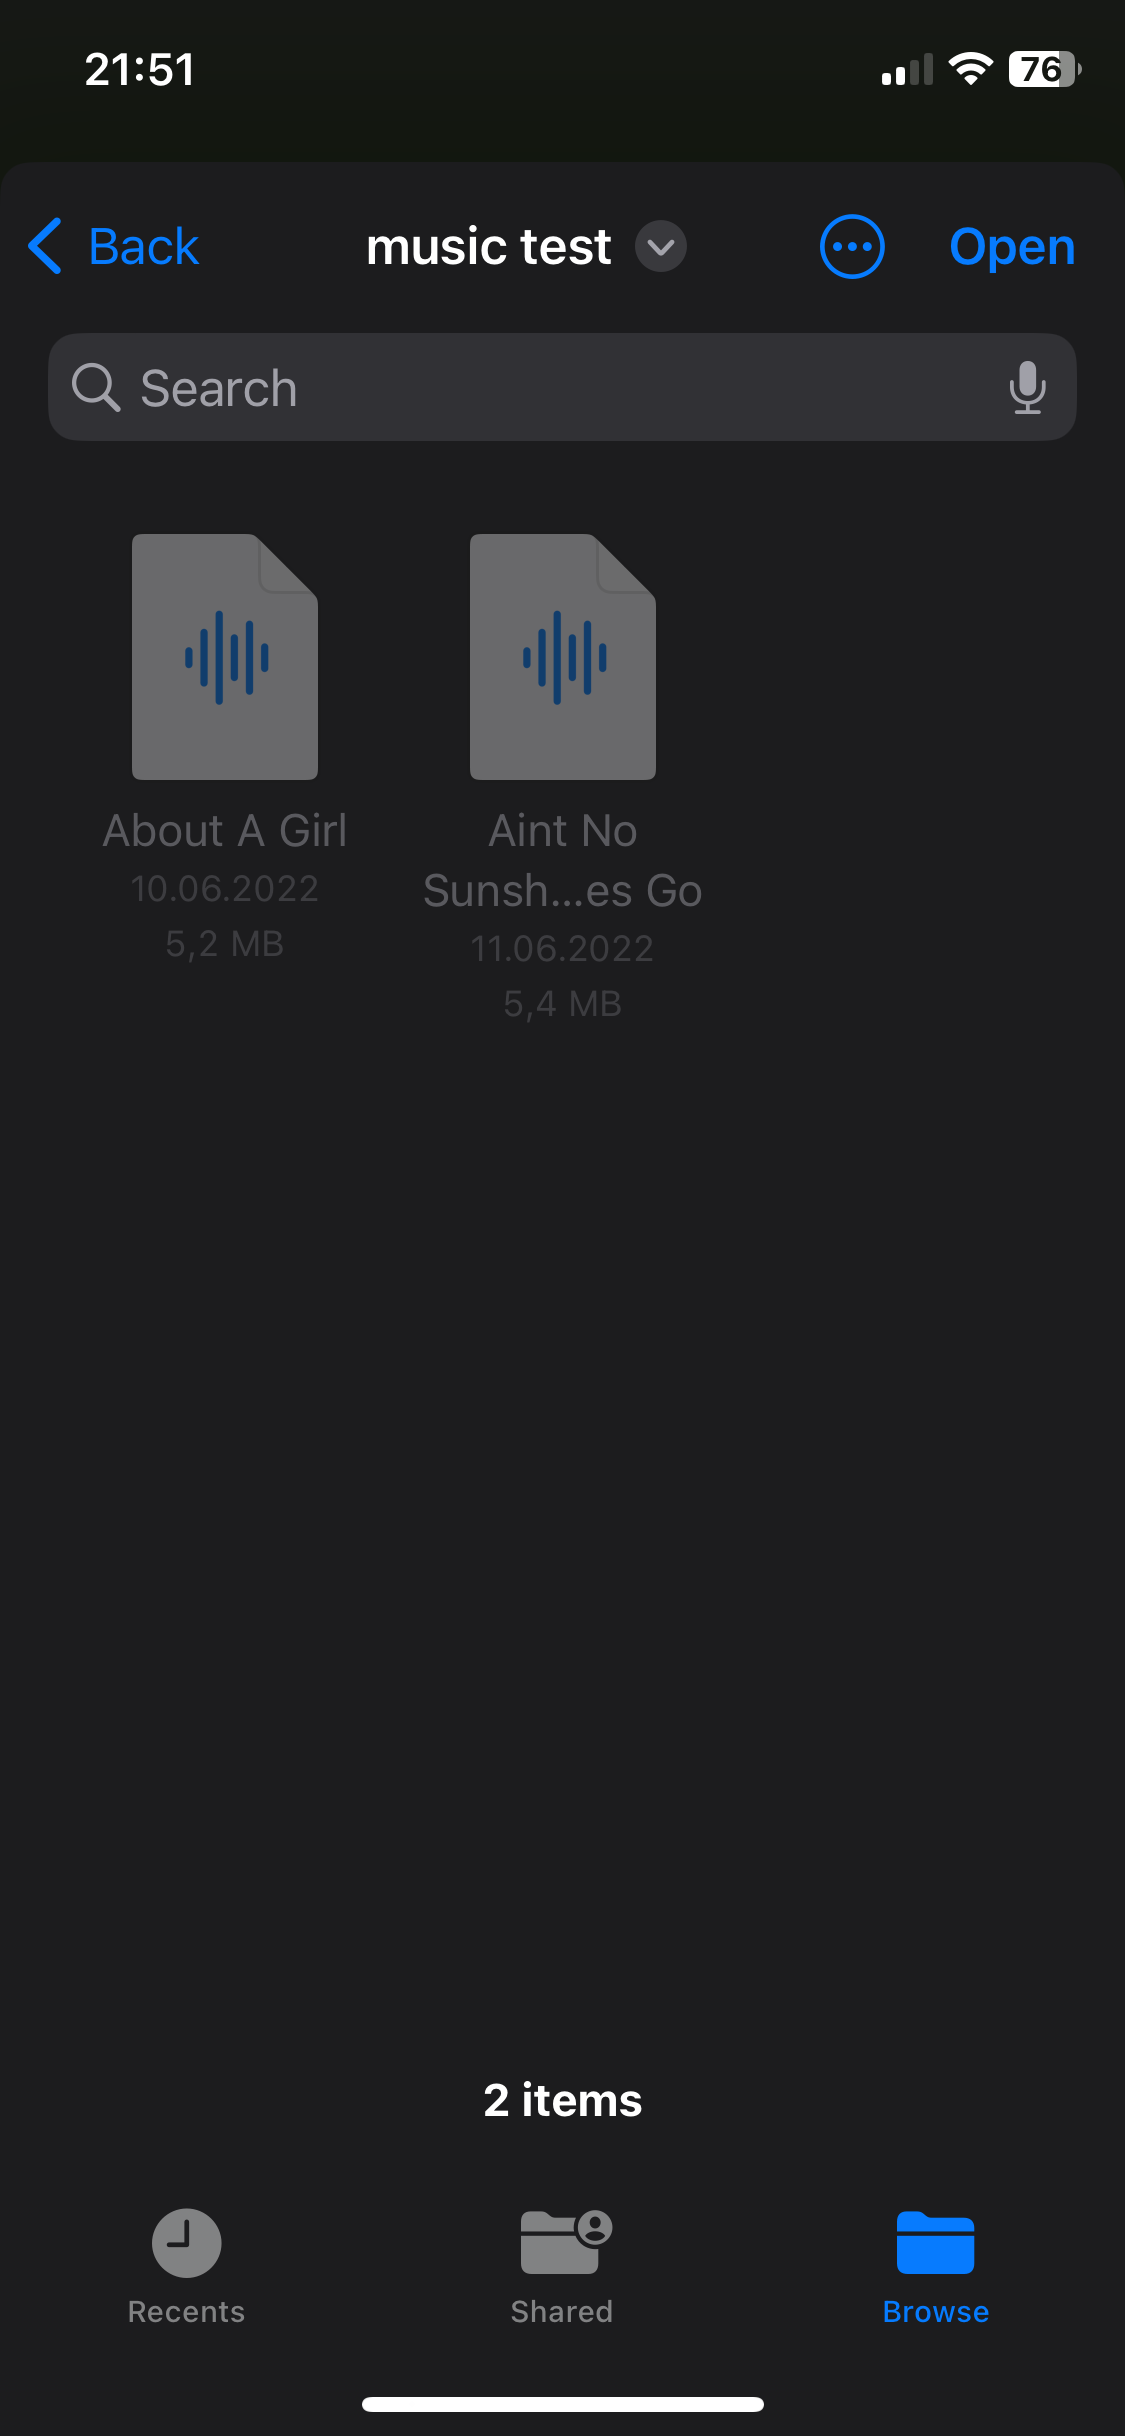 21:51
76
Back
music test
Open
Search
About A Girl
10.06.2022
5,2 MB
Aint No
Sunsh...es Go
11.06.2022
5,4 MB
2 items
Recents
Shared
Browse